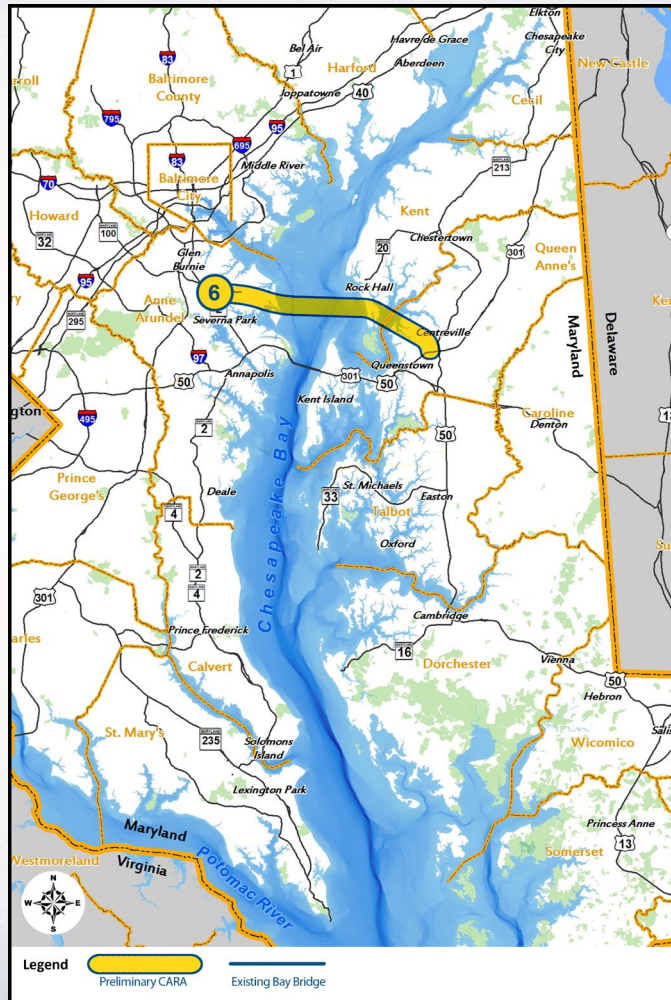 Elkton
Havre de Grace
Chesapeake
City
83
Bel Air
Harford
Aberdeen
New Castle
Baltimore
County
1
Joppatowne
40
Cecil
795
95
695
83
Middle River
213
70
Baltimore
City
Howard
Kent
32
100
20
Chestertown
301
Queen
Anne's
Glen
Burnie
95
6
Rock Hall
Anne
Arundel
295
Severna Park
Centreville
Maryland
Delaware
97
Queenstown
50
Annapolis
301
50
Kent Island
495
Caroline
Denton
2
50
Chesapeake Bay
Prince
George's
Deale
33
St. Michaels
Easton
4
Talbot
Oxford
2
4
301
Prince Frederick
Cambridge
16
Calvert
Dorchester
Vienna
50
Hebron
St. Mary's
235
Solomons
Island
Wicomico
Lexington Park
Princess Anne
13
Maryland
Westmoreland
Virginia
Potomac River
Somerset
N
W
E
S
Legend
Preliminary CARA
Existing Bay Bridge